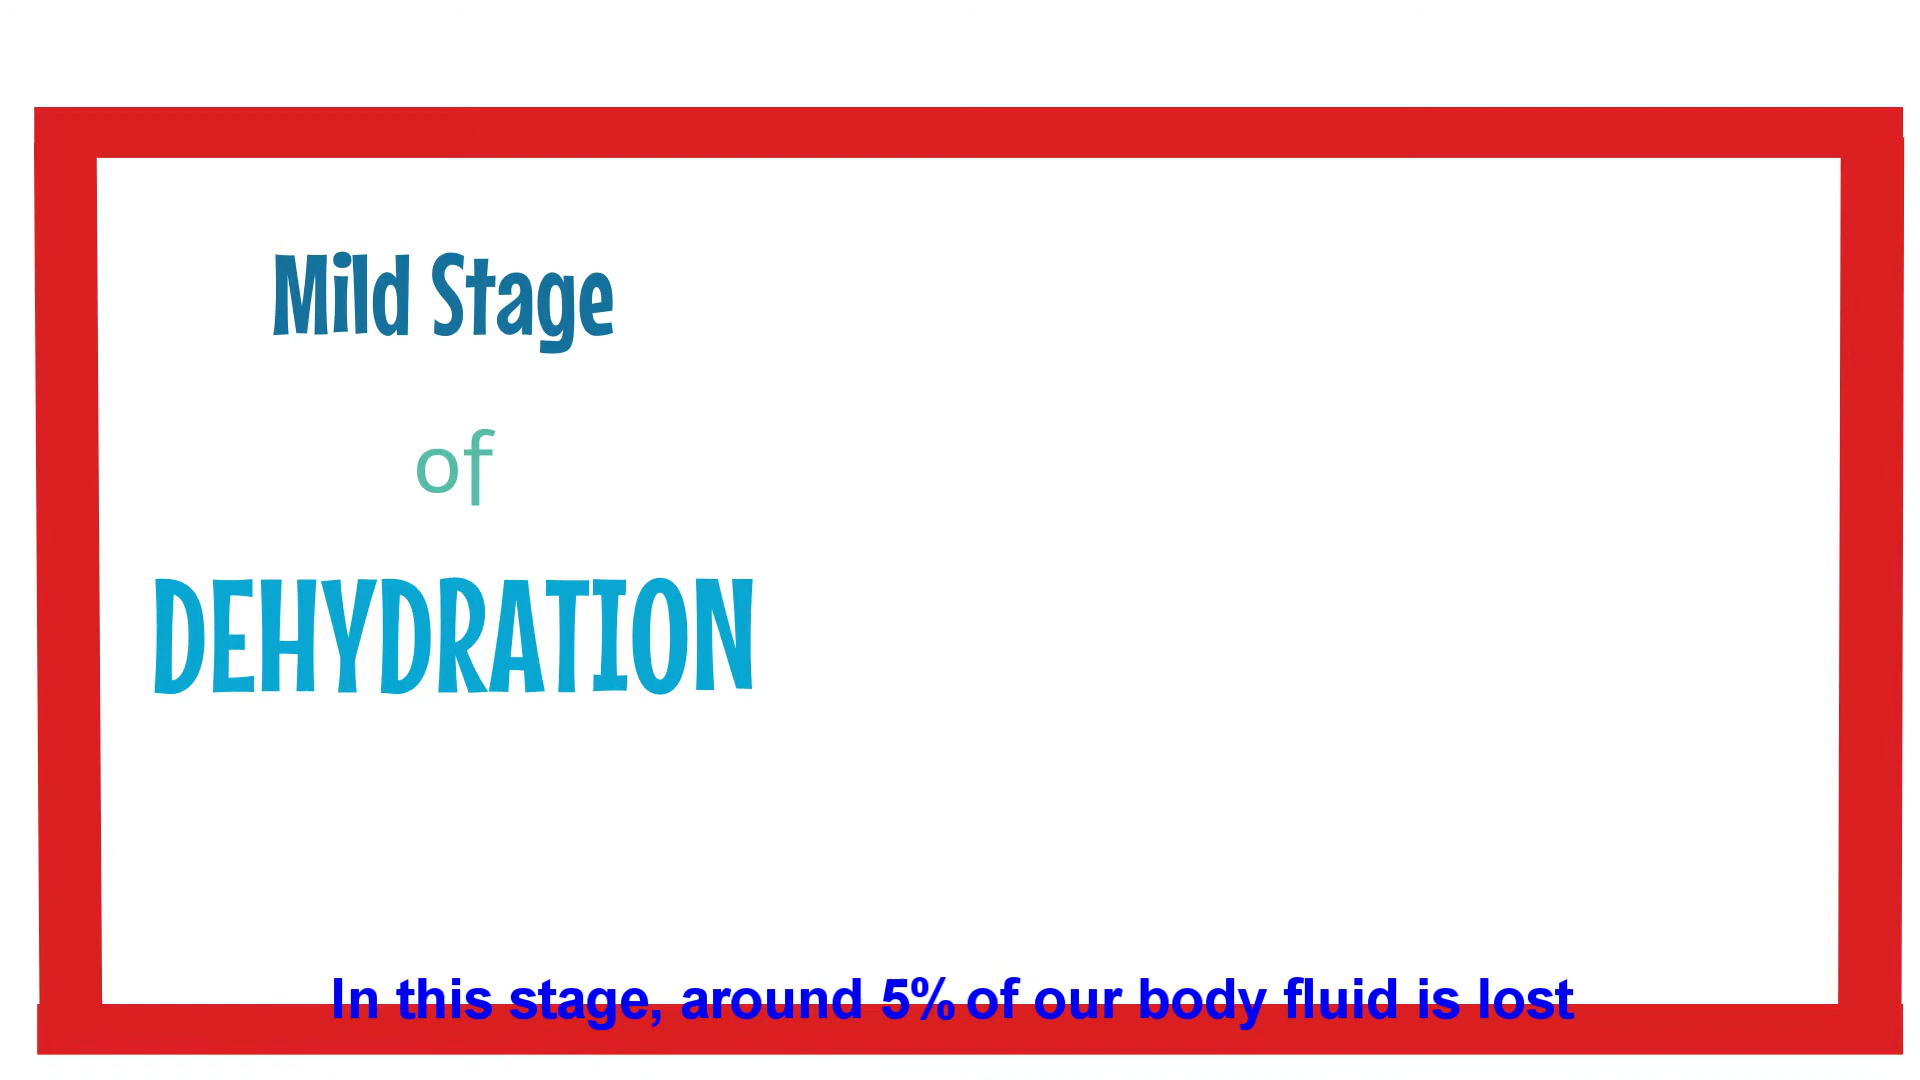 Mild Stage
of
DEHYDRATION
In this stage, around 5% of our body fluid is lost